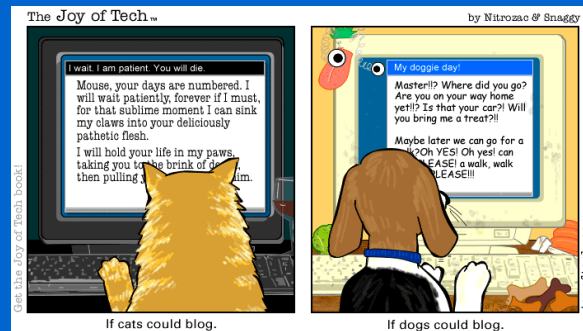 The Joy of Tech ™
by Nitrozac & Snaggy
I wait. I am patient. You will die.
Mouse, your days are numbered. I
will wait patiently, forever if I must,
for that sublime moment I can sink
my claws into your deliciously
pathetic flesh.
I will hold your life in my paws,
taking you to the brink of
then pulling
My doggie day!
Master!!? Where did you go?
Are you on your way home
yet!!? Is that your car?! Will
you bring me a treat?!!
Maybe later we can go for a
Oh YES! Oh yes! can
a walk, walk
Get the Joy of Tech book!
If cats could blog.
If dogs could blog.